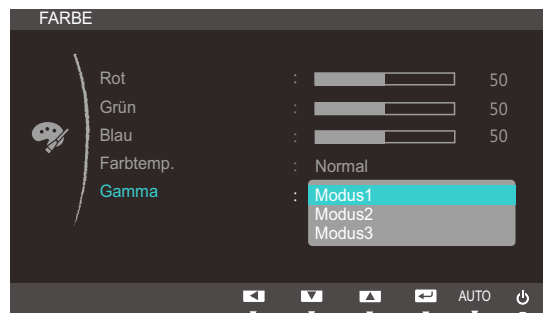 FARBE
Rot : 50
Grün : 50
Blau : 50
Farbtemp. : Normal
Gamma : Modus1
Modus2
Modus3
AUTO